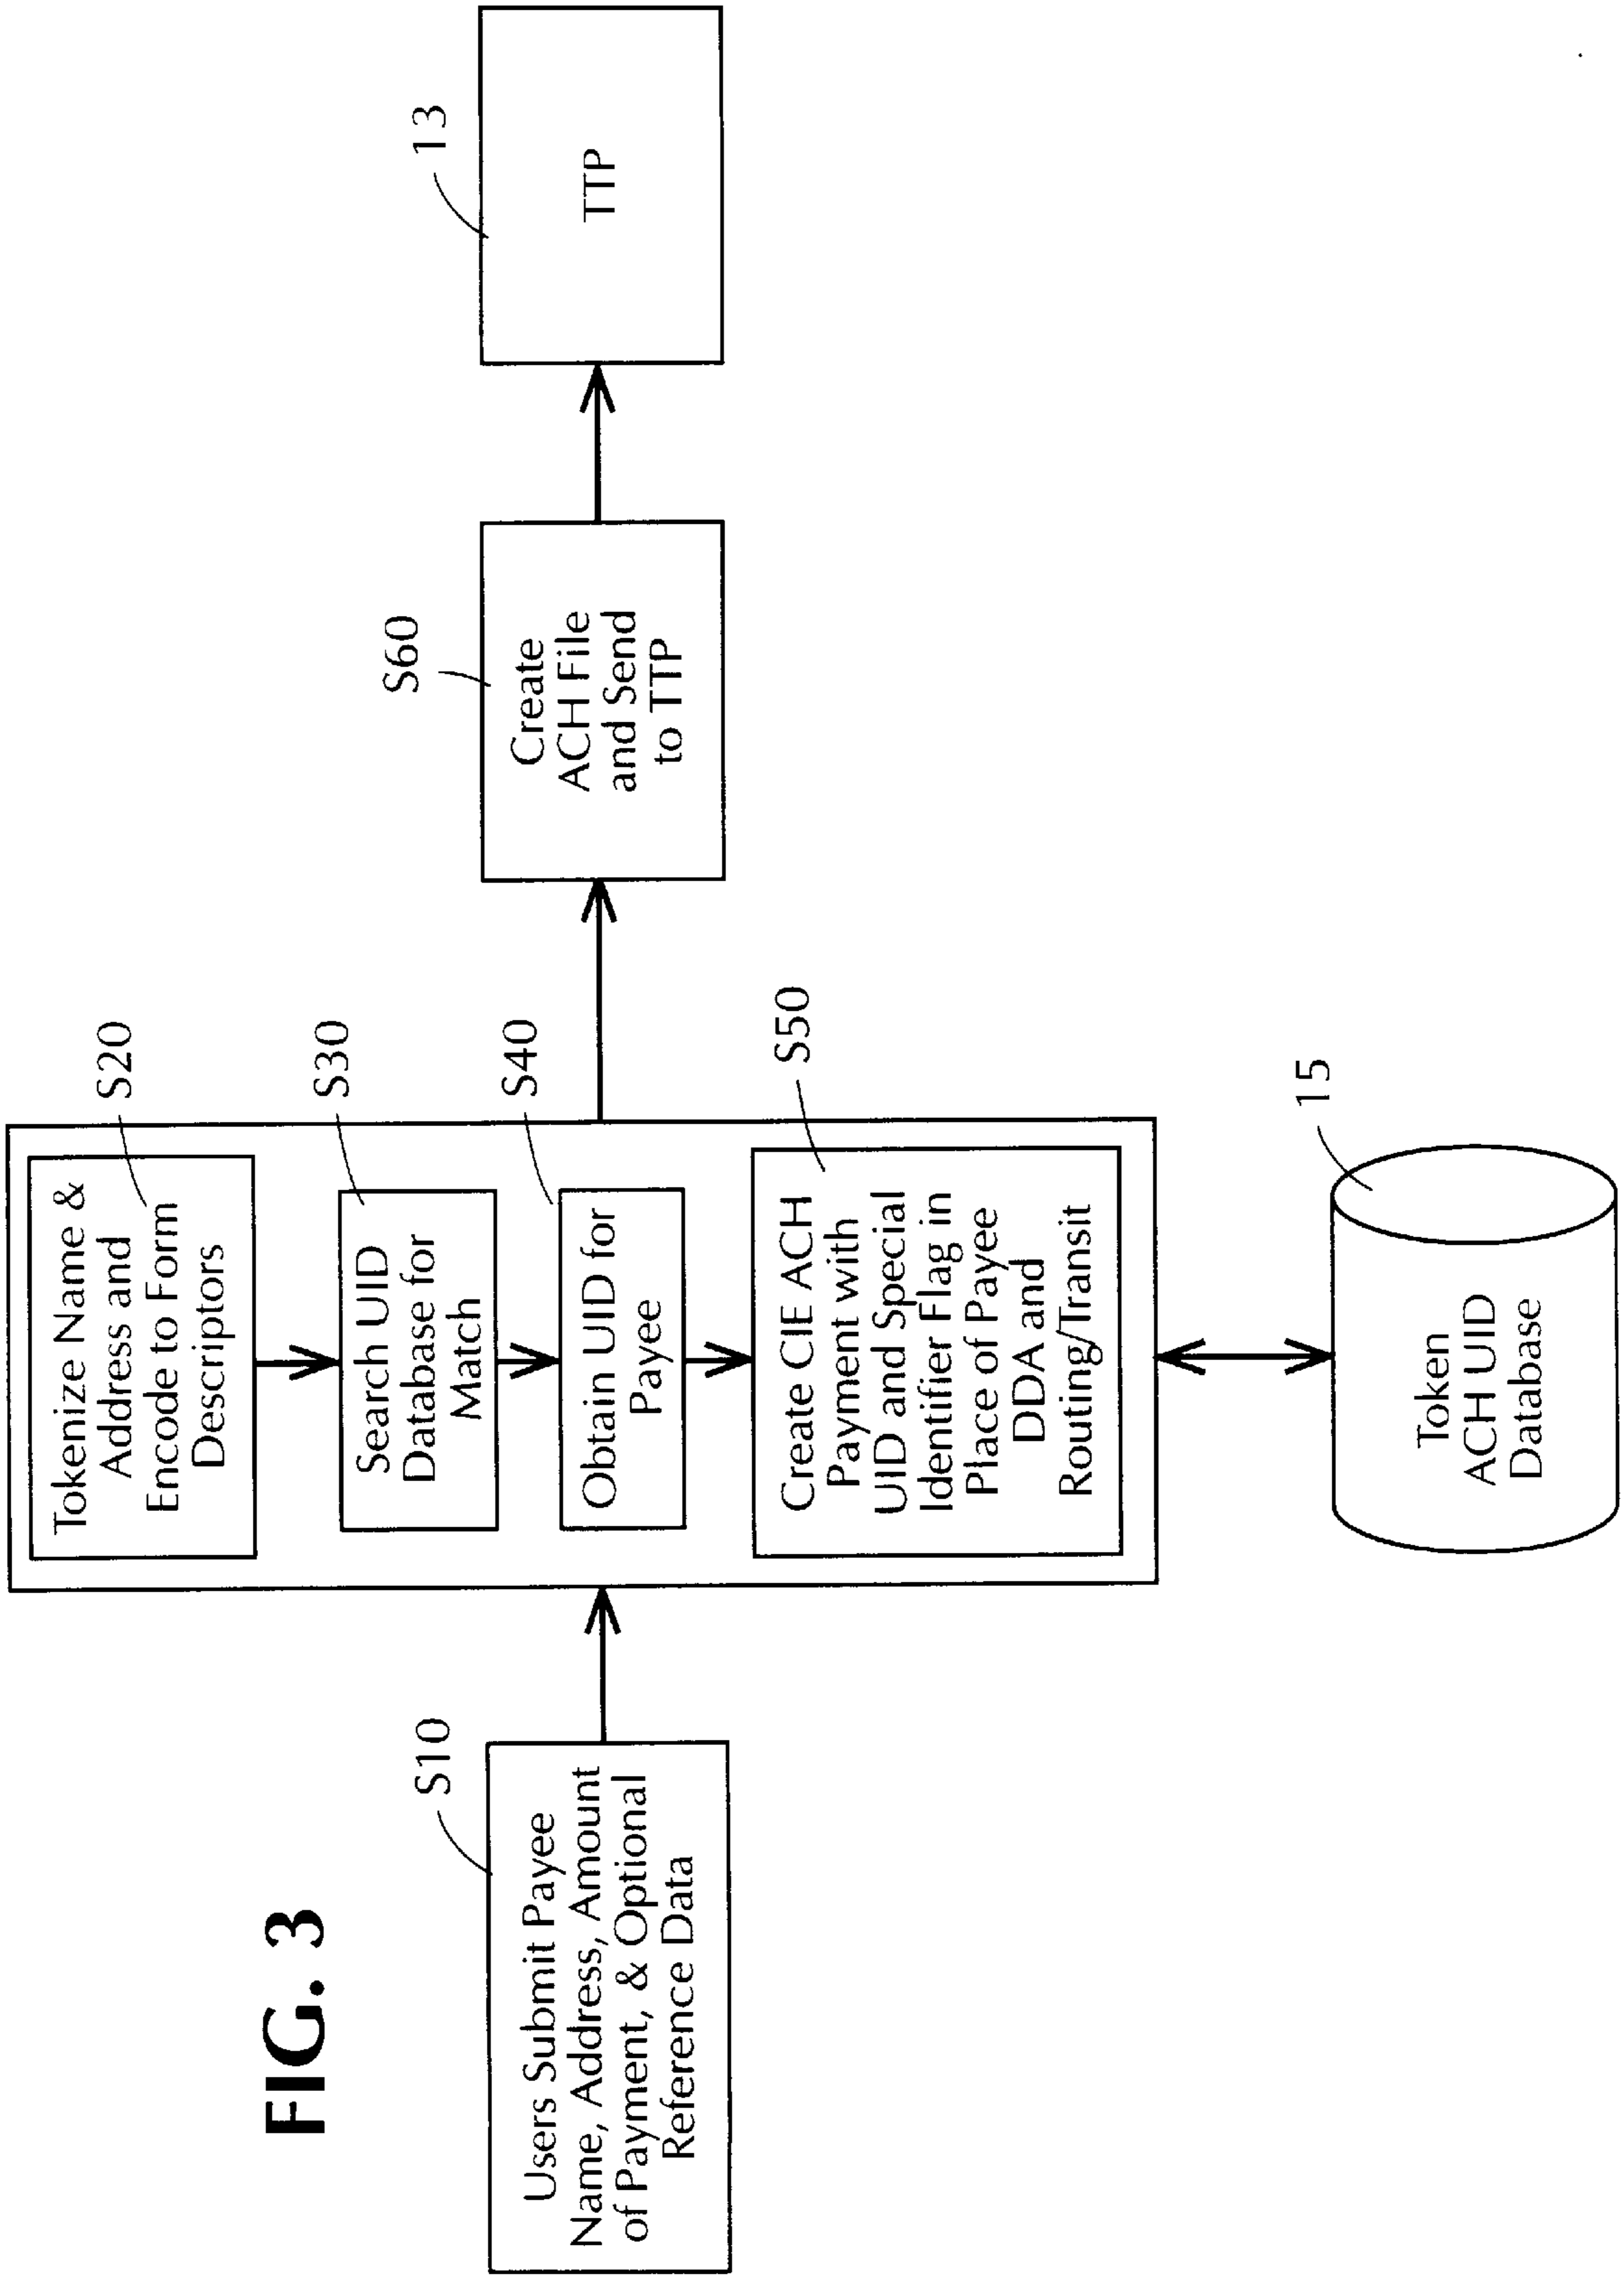 FIG. 3
S10
Users Submit Payee
Name, Address, Amount
of Payment, & Optional
Reference Data
S20
Tokenize Name &
Address and
Encode to Form
Descriptors
S30
Search UID
Database for
Match
S40
Obtain UID for
Payee
S50
Create CIE ACH
Payment with
UID and Special
Identifier Flag in
Place of Payee
DDA and
Routing/Transit
15
Token
ACH UID
Database
S60
Create
ACH File
and Send
to TTP
13
TTP